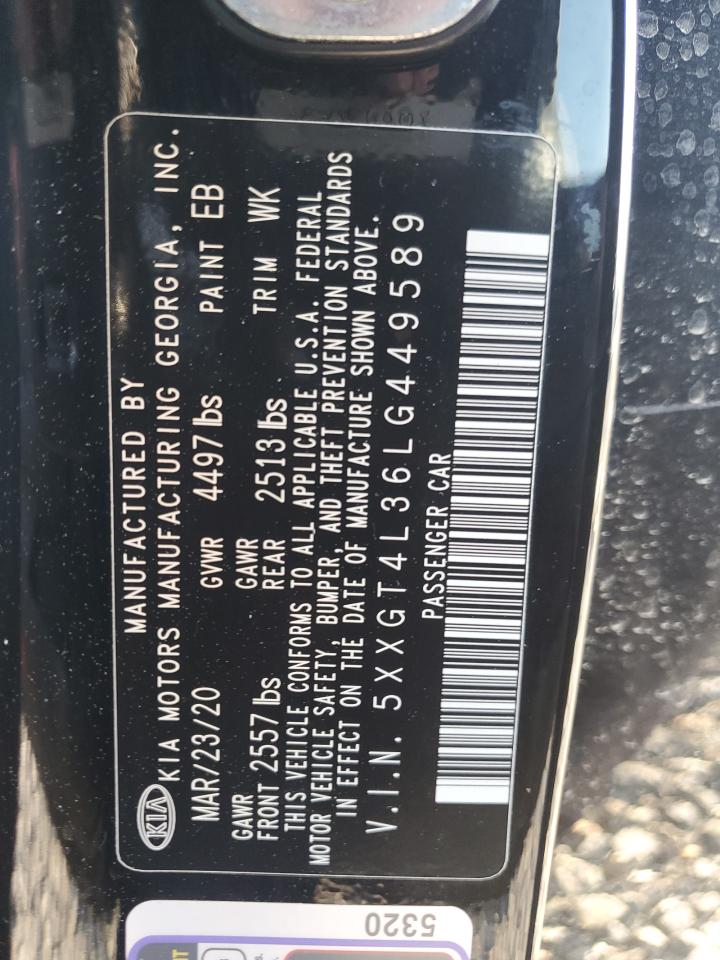 MANUFACTURED BY
KIA KIA MOTORS MANUFACTURING GEORGIA, INC.
MAR/23/20 GVWR 4497 lbs PAINT EB
GAWR GAWR
FRONT 2557 lbs REAR 2513 lbs TRIM WK
THIS VEHICLE CONFORMS TO ALL APPLICABLE U.S.A. FEDERAL
MOTOR VEHICLE SAFETY, BUMPER, AND THEFT PREVENTION STANDARDS
IN EFFECT ON THE DATE OF MANUFACTURE SHOWN ABOVE.
V.I.N. 5XXGT4L36LG449589
PASSENGER CAR
5320